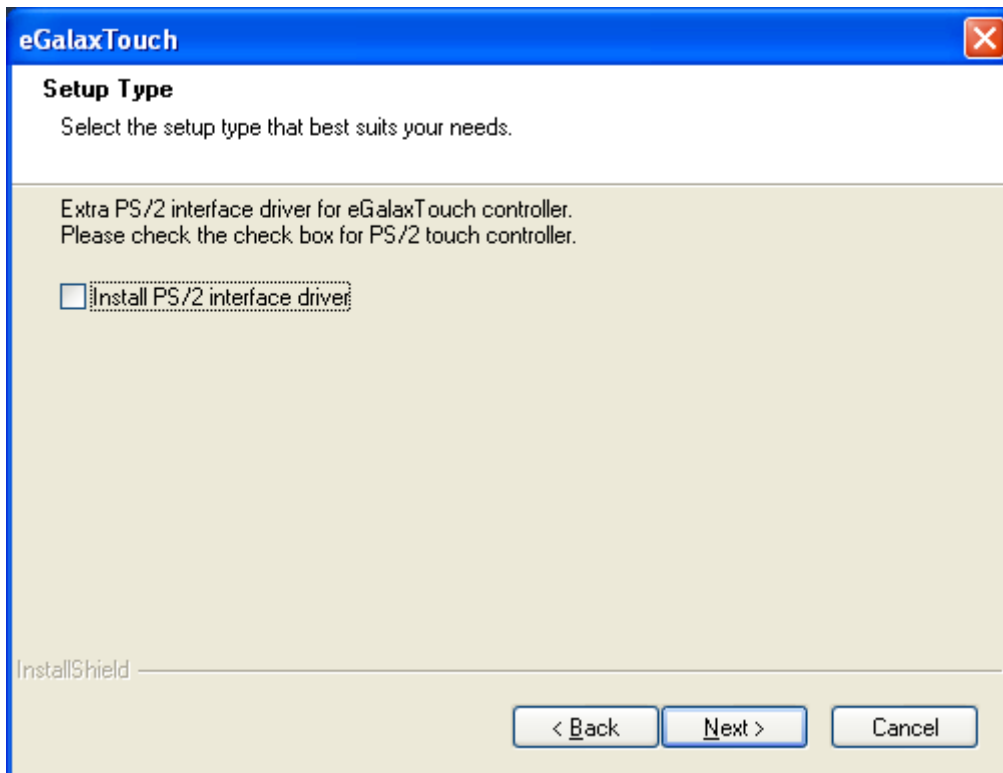 eGalaxTouch
Setup Type
Select the setup type that best suits your needs.
Extra PS/2 interface driver for eGalaxTouch controller.
Please check the check box for PS/2 touch controller.
Install PS/2 interface driver
InstallShield
< Back
Next >
Cancel